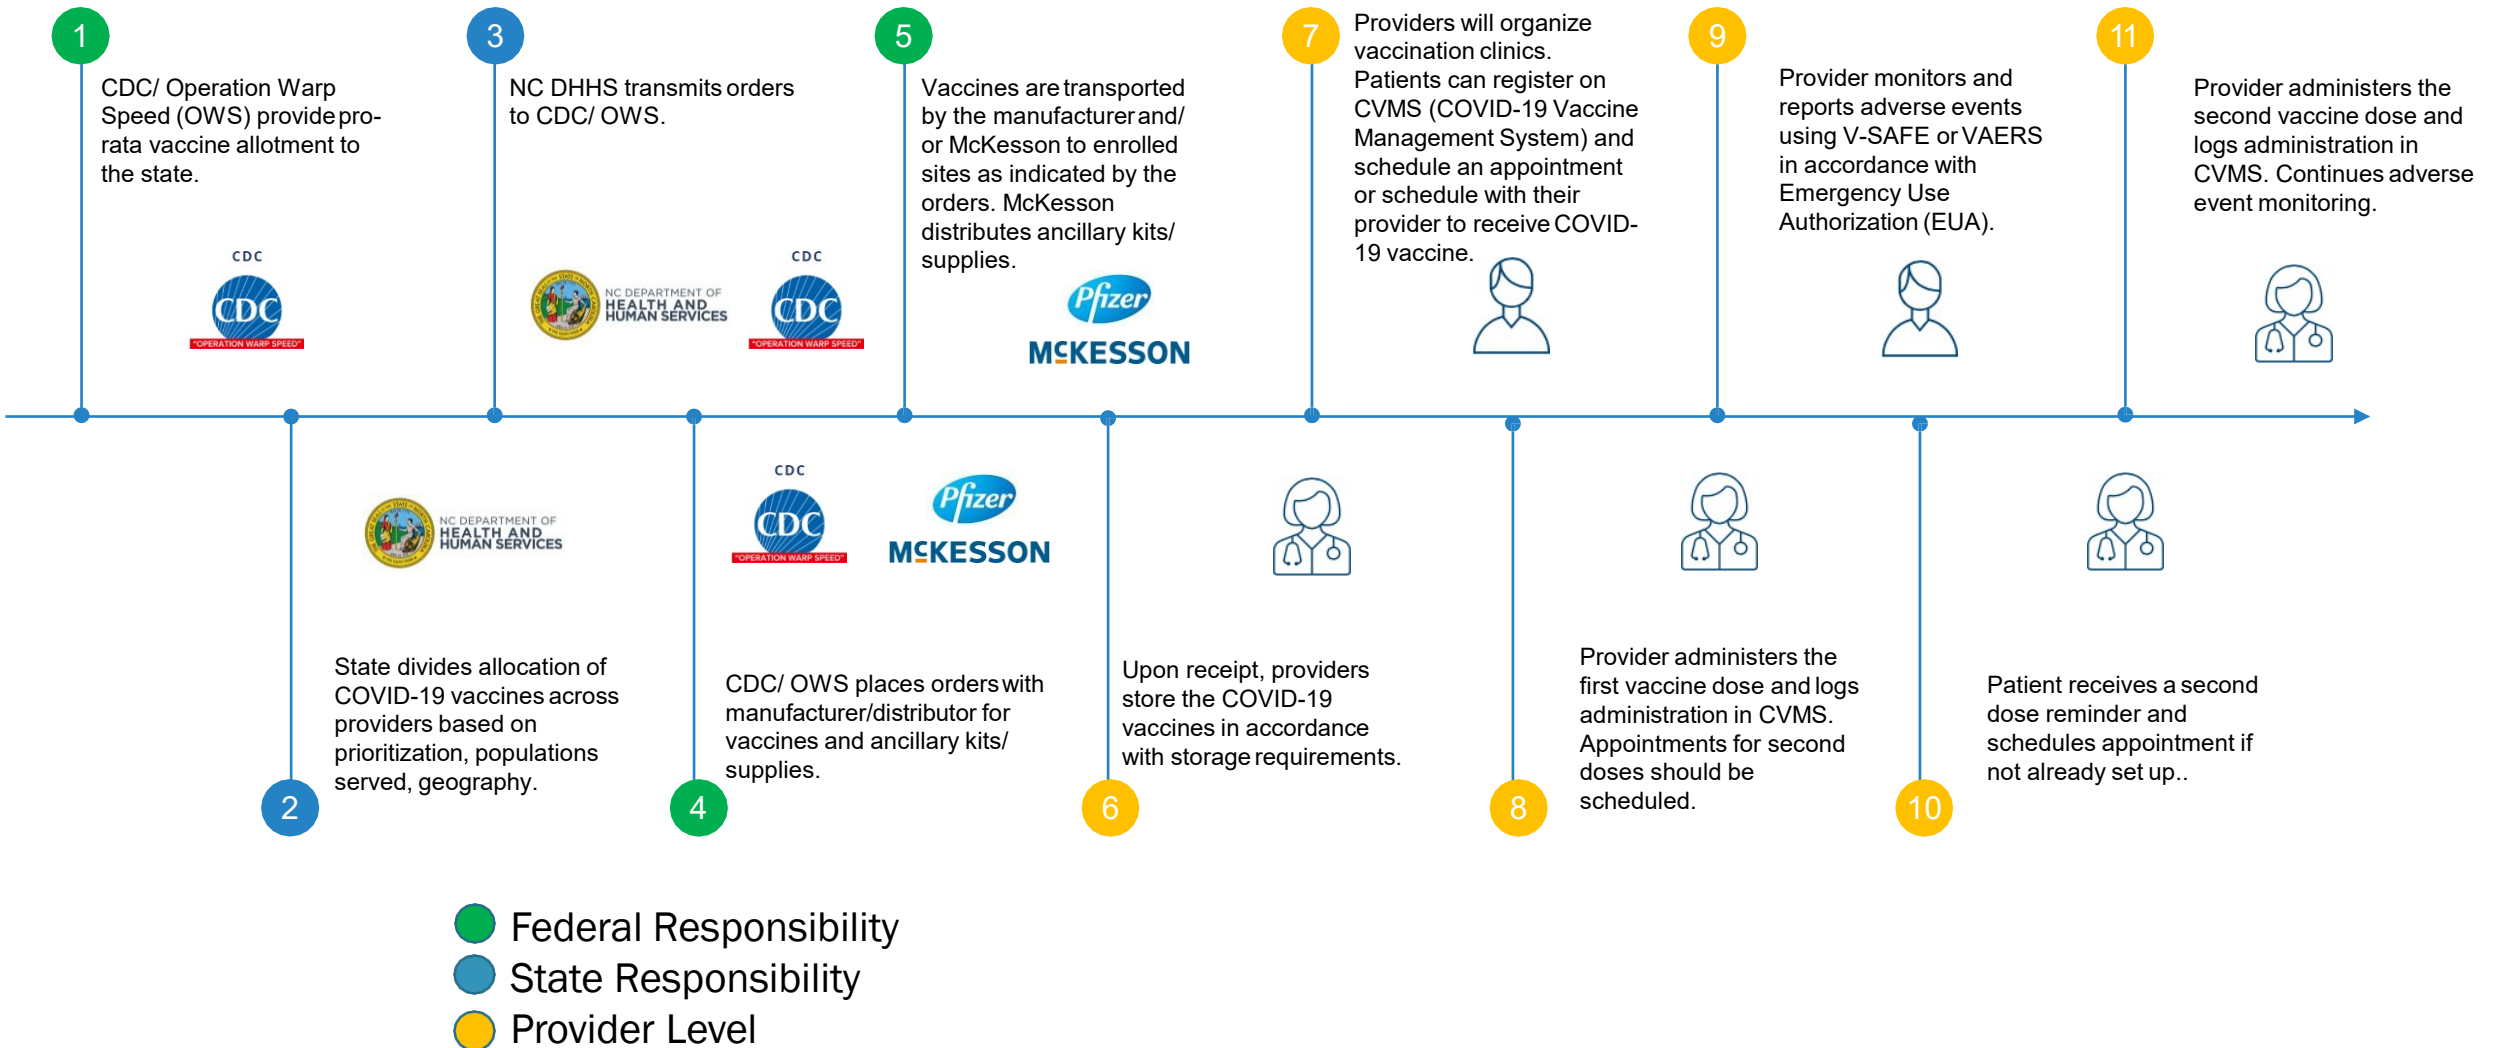 1
CDC/ Operation Warp
Speed (OWS) provide pro-
rata vaccine allotment to
the state.
CDC
CDC
"OPERATION WARP SPEED"
2
NC DEPARTMENT OF
HEALTH AND
HUMAN SERVICES
State divides allocation of
COVID-19 vaccines across
providers based on
prioritization, populations
served, geography.
3
NC DHHS transmits orders
to CDC/ OWS.
NC DEPARTMENT OF
HEALTH AND
HUMAN SERVICES
CDC
CDC
"OPERATION WARP SPEED"
4
CDC
CDC
"OPERATION WARP SPEED"
Pfizer
MCKESSON
CDC/ OWS places orders with
manufacturer/distributor for
vaccines and ancillary kits/
supplies.
5
Vaccines are transported
by the manufacturer and/
or McKesson to enrolled
sites as indicated by the
orders. McKesson
distributes ancillary kits/
supplies.
Pfizer
MCKESSON
6
Upon receipt, providers
store the COVID-19
vaccines in accordance
with storage requirements.
7
Providers will organize
vaccination clinics.
Patients can register on
CVMS (COVID-19 Vaccine
Management System) and
schedule an appointment
or schedule with their
provider to receive COVID-
19 vaccine.
8
Provider administers the
first vaccine dose and logs
administration in CVMS.
Appointments for second
doses should be
scheduled.
9
Provider monitors and
reports adverse events
using V-SAFE or VAERS
in accordance with
Emergency Use
Authorization (EUA).
10
Patient receives a second
dose reminder and
schedules appointment if
not already set up..
11
Provider administers the
second vaccine dose and
logs administration in
CVMS. Continues adverse
event monitoring.
Federal Responsibility
State Responsibility
Provider Level